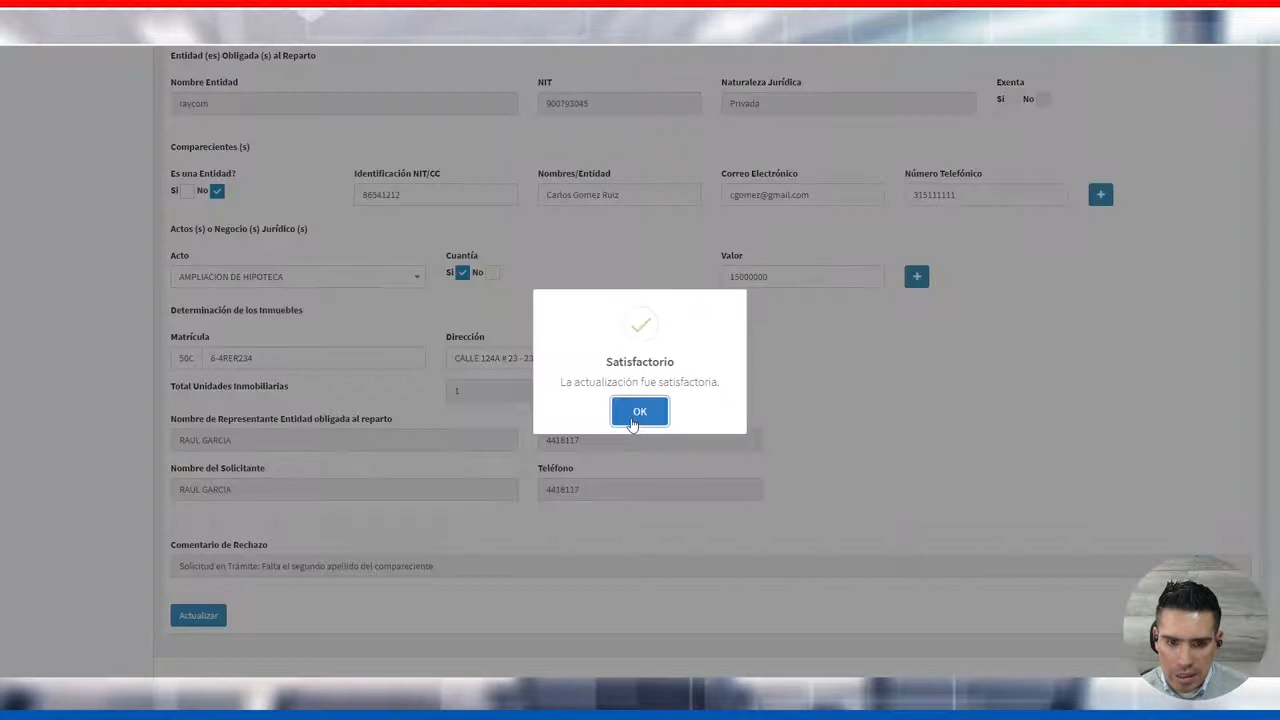 Entidad (es) Obligada (s) al Reparto
Nombre Entidad NIT Naturaleza Jurídica Exenta
raycom 900793045 Privada Si No
Comparecientes (s)
Es una Entidad? Identificación NIT/CC Nombres/Entidad Correo Electrónico Número Telefónico
Si No 86541212 Carlos Gomez Ruiz cgomez@gmail.com 315111111 +
Actos (s) o Negocio (s) Jurídico (s)
Acto Cuantía Valor
AMPLIACION DE HIPOTECA Si No 15000000 +
Determinación de los Inmuebles
Matrícula Dirección
50C 6-4RER234 CALLE 124A # 23 - 23
Total Unidades Inmobiliarias 1
Nombre de Representante Entidad obligada al reparto
RAUL GARCIA 4418117
Nombre del Solicitante Teléfono
RAUL GARCIA 4418117
Comentario de Rechazo
Solicitud en Trámite: Falta el segundo apellido del compareciente
Actualizar
Satisfactorio
La actualización fue satisfactoria.
OK